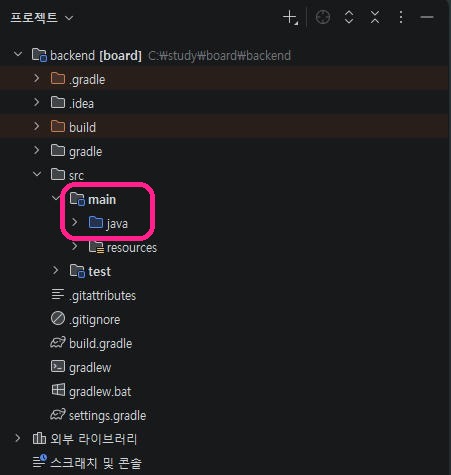 프로젝트
backend [board] C:₩study₩board₩backend
.gradle
.idea
build
gradle
src
main
java
resources
test
.gitattributes
.gitignore
build.gradle
gradlew
gradlew.bat
settings.gradle
외부 라이브러리
스크래치 및 콘솔